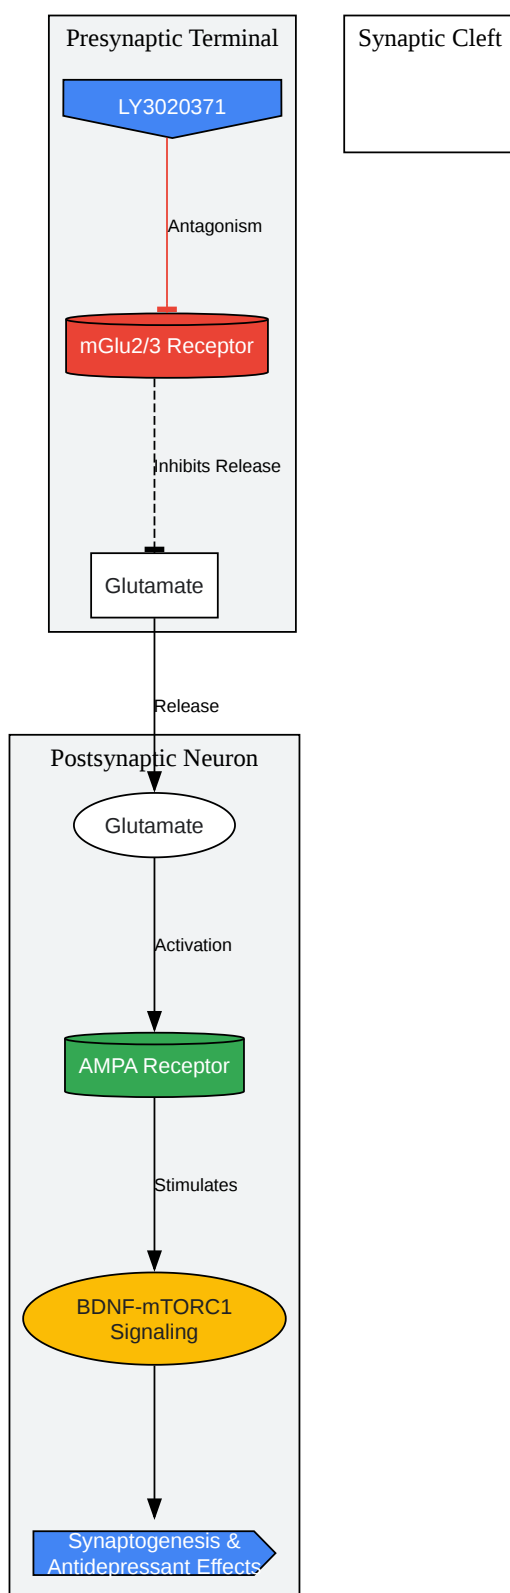 Presynaptic Terminal
Synaptic Cleft
LY3020371
Antagonism
mGlu2/3 Receptor
Inhibits Release
Glutamate
Release
Postsynaptic Neuron
Glutamate
Activation
AMPA Receptor
Stimulates
BDNF-mTORC1
Signaling
Synaptogenesis &
Antidepressant Effects